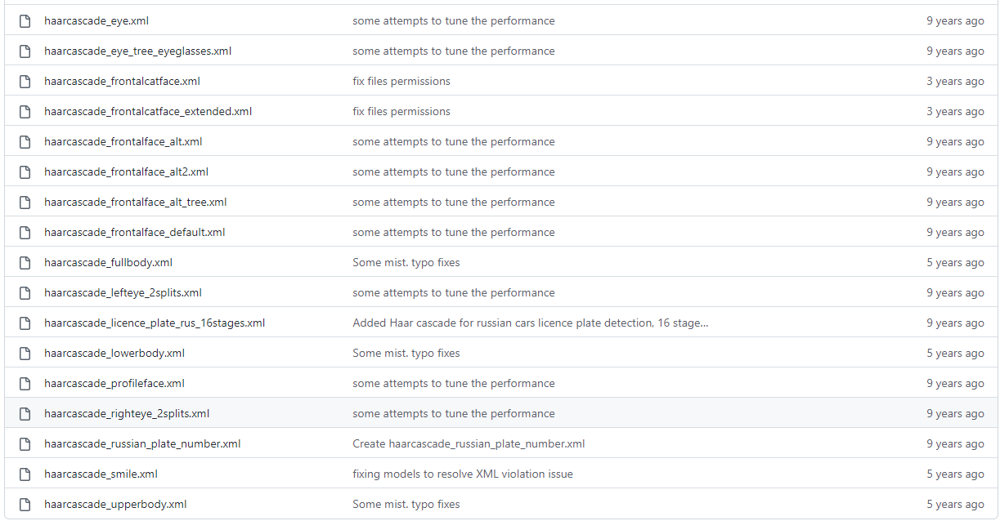 haarcascade_eye.xml some attempts to tune the performance 9 years ago
haarcascade_eye_tree_eyeglasses.xml some attempts to tune the performance 9 years ago
haarcascade_frontalcatface.xml fix files permissions 3 years ago
haarcascade_frontalcatface_extended.xml fix files permissions 3 years ago
haarcascade_frontalface_alt.xml some attempts to tune the performance 9 years ago
haarcascade_frontalface_alt2.xml some attempts to tune the performance 9 years ago
haarcascade_frontalface_alt_tree.xml some attempts to tune the performance 9 years ago
haarcascade_frontalface_default.xml some attempts to tune the performance 9 years ago
haarcascade_fullbody.xml Some mist. typo fixes 5 years ago
haarcascade_lefteye_2splits.xml some attempts to tune the performance 9 years ago
haarcascade_licence_plate_rus_16stages.xml Added Haar cascade for russian cars licence plate detection, 16 stage... 9 years ago
haarcascade_lowerbody.xml Some mist. typo fixes 5 years ago
haarcascade_profileface.xml some attempts to tune the performance 9 years ago
haarcascade_righteye_2splits.xml some attempts to tune the performance 9 years ago
haarcascade_russian_plate_number.xml Create haarcascade_russian_plate_number.xml 9 years ago
haarcascade_smile.xml fixing models to resolve XML violation issue 5 years ago
haarcascade_upperbody.xml Some mist. typo fixes 5 years ago